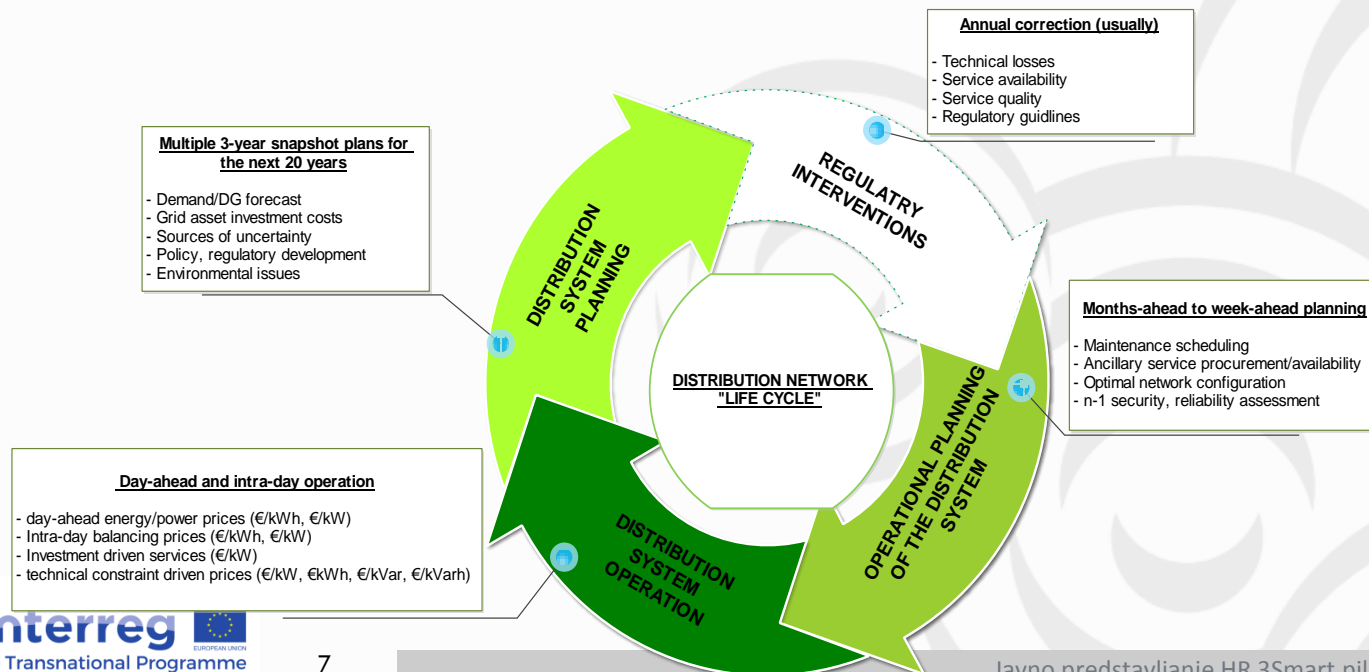 Annual correction (usually)
- Technical losses
- Service availability
- Service quality
- Regulatory guidlines
Multiple 3-year snapshot plans for
the next 20 years
- Demand/DG forecast
- Grid asset investment costs
- Sources of uncertainty
- Policy, regulatory development
- Environmental issues
REGULATRY
INTERVENTIONS
DISTRIBUTION
SYSTEM
PLANNING
Months-ahead to week-ahead planning
- Maintenance scheduling
- Ancillary service procurement/availability
- Optimal network configuration
- n-1 security, reliability assessment
DISTRIBUTION NETWORK
"LIFE CYCLE"
OPERATIONAL PLANNING
OF THE DISTRIBUTION
SYSTEM
Day-ahead and intra-day operation
- day-ahead energy/power prices (€/kWh, €/kW)
- Intra-day balancing prices (€/kWh, €/kW)
- Investment driven services (€/kW)
- technical constraint driven prices (€/kW, €kWh, €/kVar, €/kVarh)
DISTRIBUTION
SYSTEM
OPERATION
nterreg
EUROPEAN UNION
Transnational Programme
7